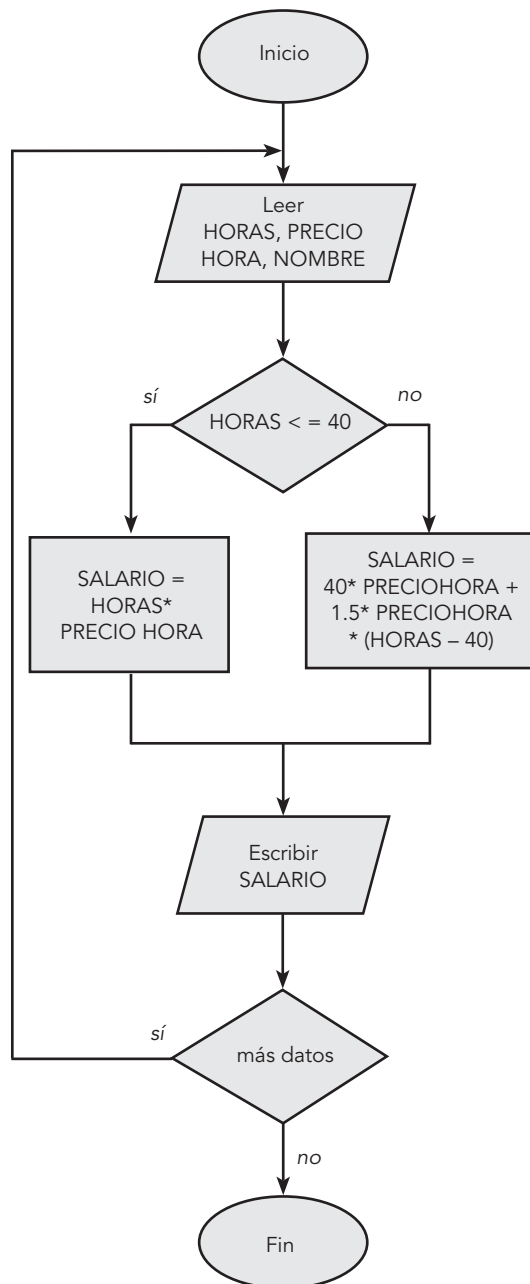 Inicio
Leer
HORAS, PRECIO
HORA, NOMBRE
sí
no
HORAS < = 40
SALARIO =
HORAS*
PRECIO HORA
SALARIO =
40* PRECIOHORA +
1.5* PRECIOHORA
* (HORAS – 40)
Escribir
SALARIO
sí
más datos
no
Fin